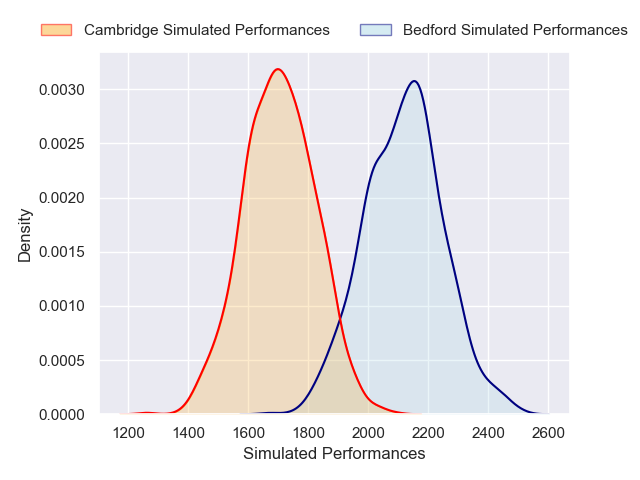 Cambridge Simulated Performances Bedford Simulated Performances
0.0030
0.0025
0.0020
0.0015
0.0010
0.0005
0.0000
Density
1200 1400 1600 1800 2000 2200 2400 2600
Simulated Performances